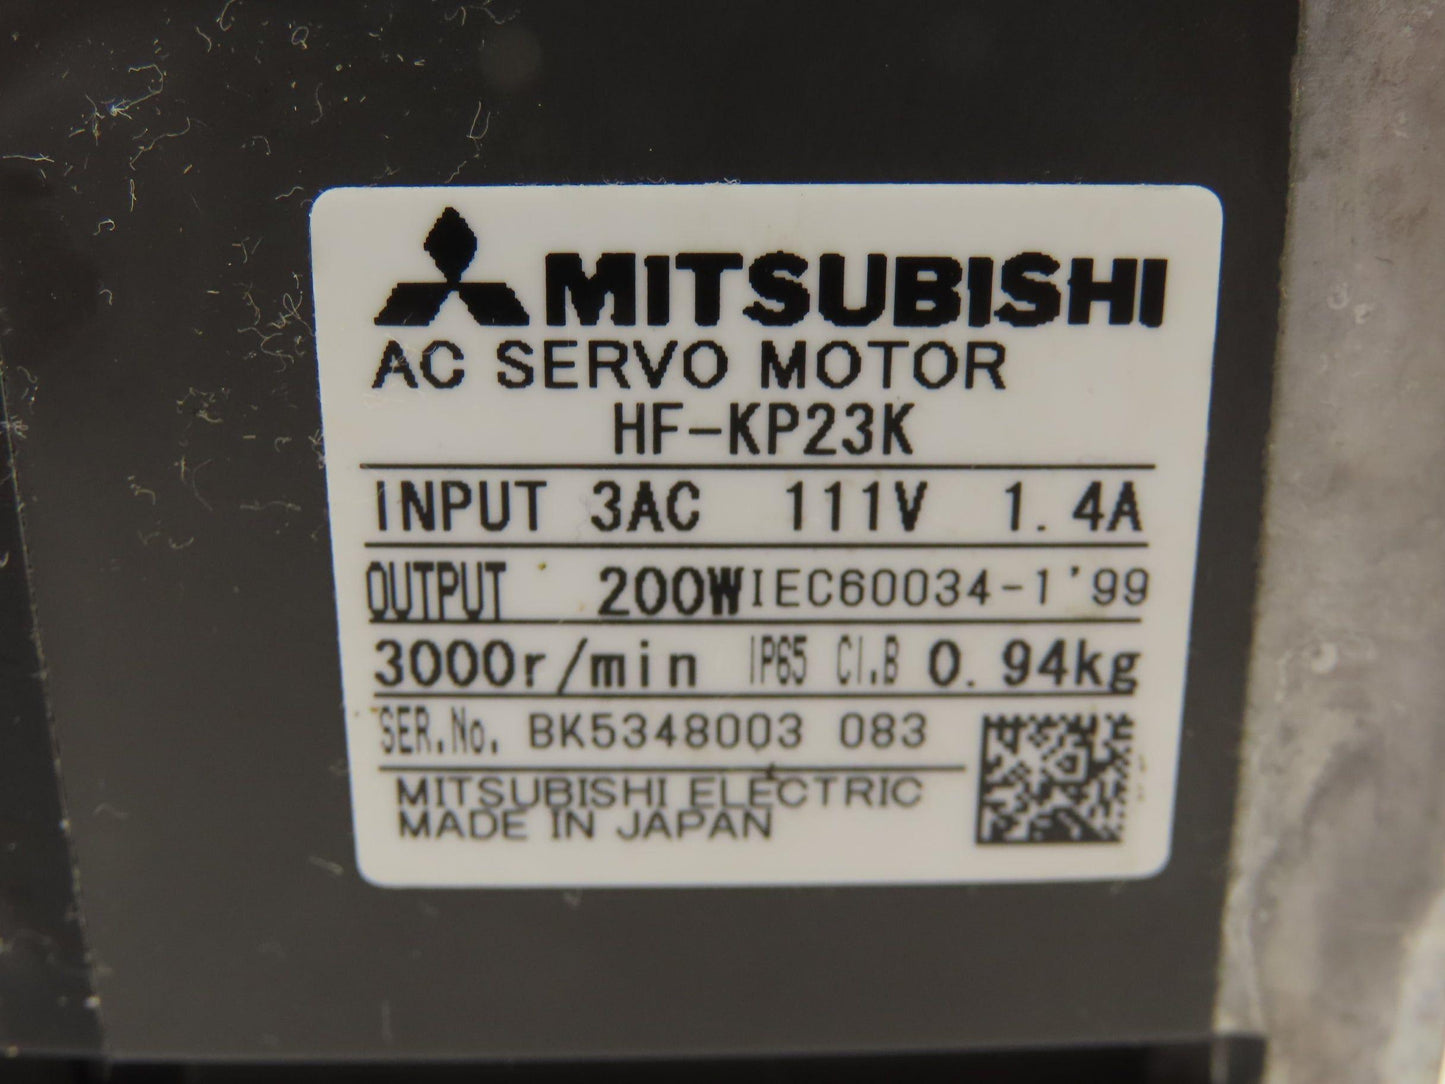 MITSUBISHI
AC SERVO MOTOR
HF-KP23K
INPUT 3AC 111V 1.4A
OUTPUT 200W IEC60034-1'99
3000r/min IP65 Cl.B 0.94kg
SER.No. BK5348003 083
MITSUBISHI ELECTRIC
MADE IN JAPAN